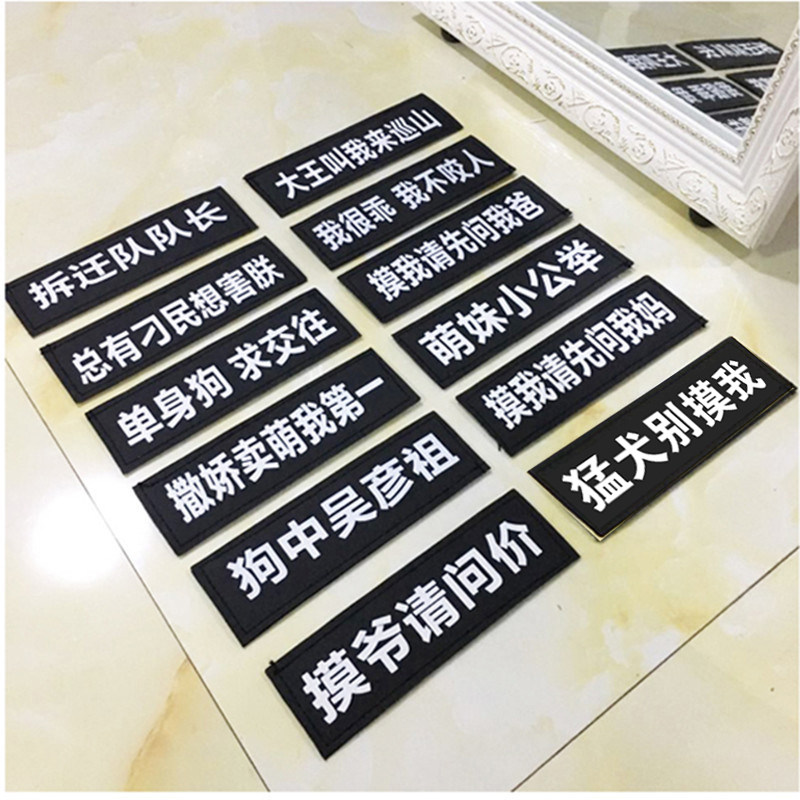 大王叫我来巡山
我很乖 我不咬人
摸我请先问我爸
萌妹小公举
摸我请先问我妈
猛犬别摸我
拆迁队队长
总有刁民想害朕
单身狗 求交往
撒娇卖萌我第一
狗中吴彦祖
摸爷请问价